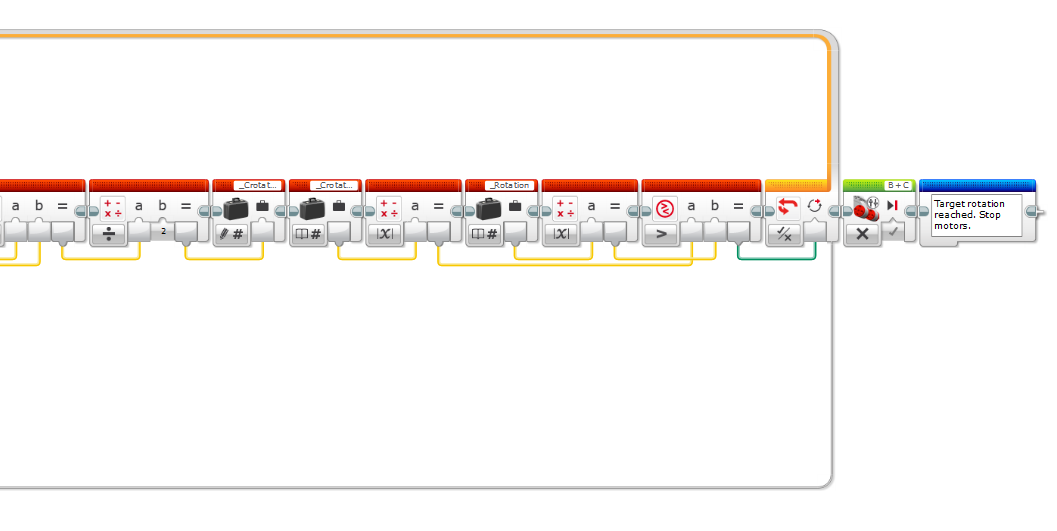 _Crotat...
_Crotat...
_Rotation
B + C
a b =
a b =
a =
a =
a b =
÷
2
#
#
|X|
#
|X|
>
Target rotation
reached. Stop
motors.